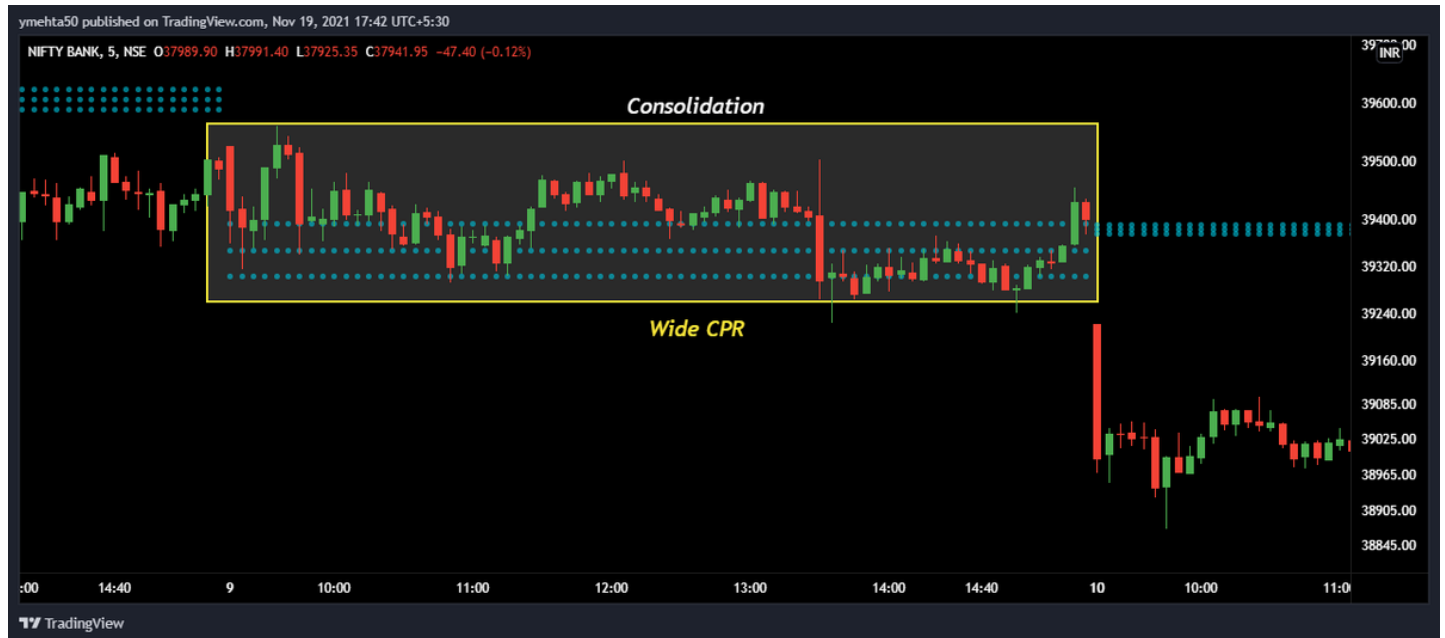 ymehta50 published on TradingView.com, Nov 19, 2021 17:42 UTC+5:30
NIFTY BANK, 5, NSE O37989.90 H37991.40 L37925.35 C37941.95 −47.40 (−0.12%)
INR
Consolidation
39600.00
39500.00
39400.00
39320.00
39240.00
Wide CPR
39160.00
39085.00
39025.00
38965.00
38905.00
38845.00
:00 14:40 9 10:00 11:00 12:00 13:00 14:00 14:40 10 10:00 11:0
TradingView